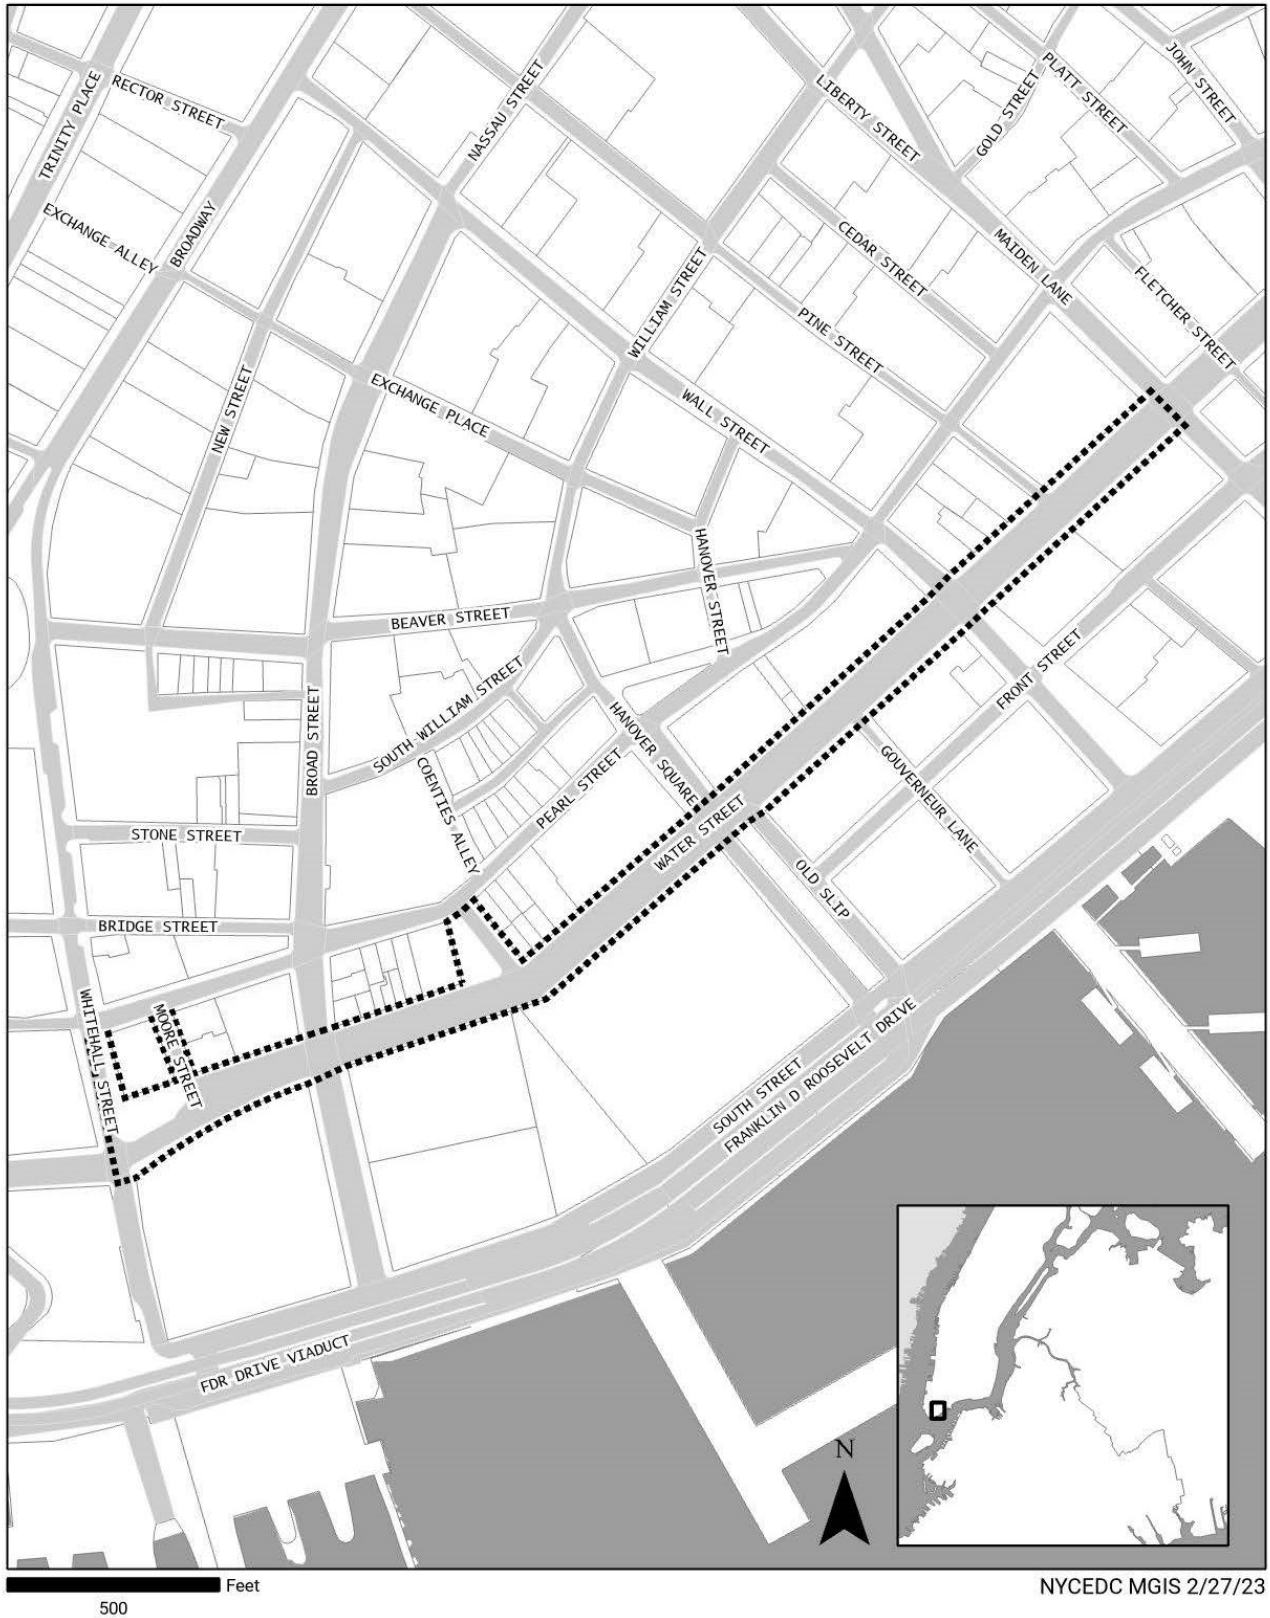 JOHN STREET
PLATT STREET
GOLD STREET
LIBERTY STREET
NASSAU STREET
RECTOR STREET
TRINITY PLACE
EXCHANGE ALLEY
BROADWAY
MAIDEN LANE
CEDAR STREET
FLETCHER STREET
WILLIAM STREET
PINE STREET
NEW STREET
EXCHANGE PLACE
WALL STREET
HANOVER STREET
BEAVER STREET
SOUTH WILLIAM STREET
FRONT STREET
BROAD STREET
HANOVER SQUARE
COENTIES ALLEY
PEARL STREET
GOUVERNEUR LANE
STONE STREET
WATER STREET
OLD SLIP
BRIDGE STREET
WHITEHALL STREET
MOORE STREET
SOUTH STREET
FRANKLIN D ROOSEVELT DRIVE
FDR DRIVE VIADUCT
N
Feet
500
NYCEDC MGIS 2/27/23